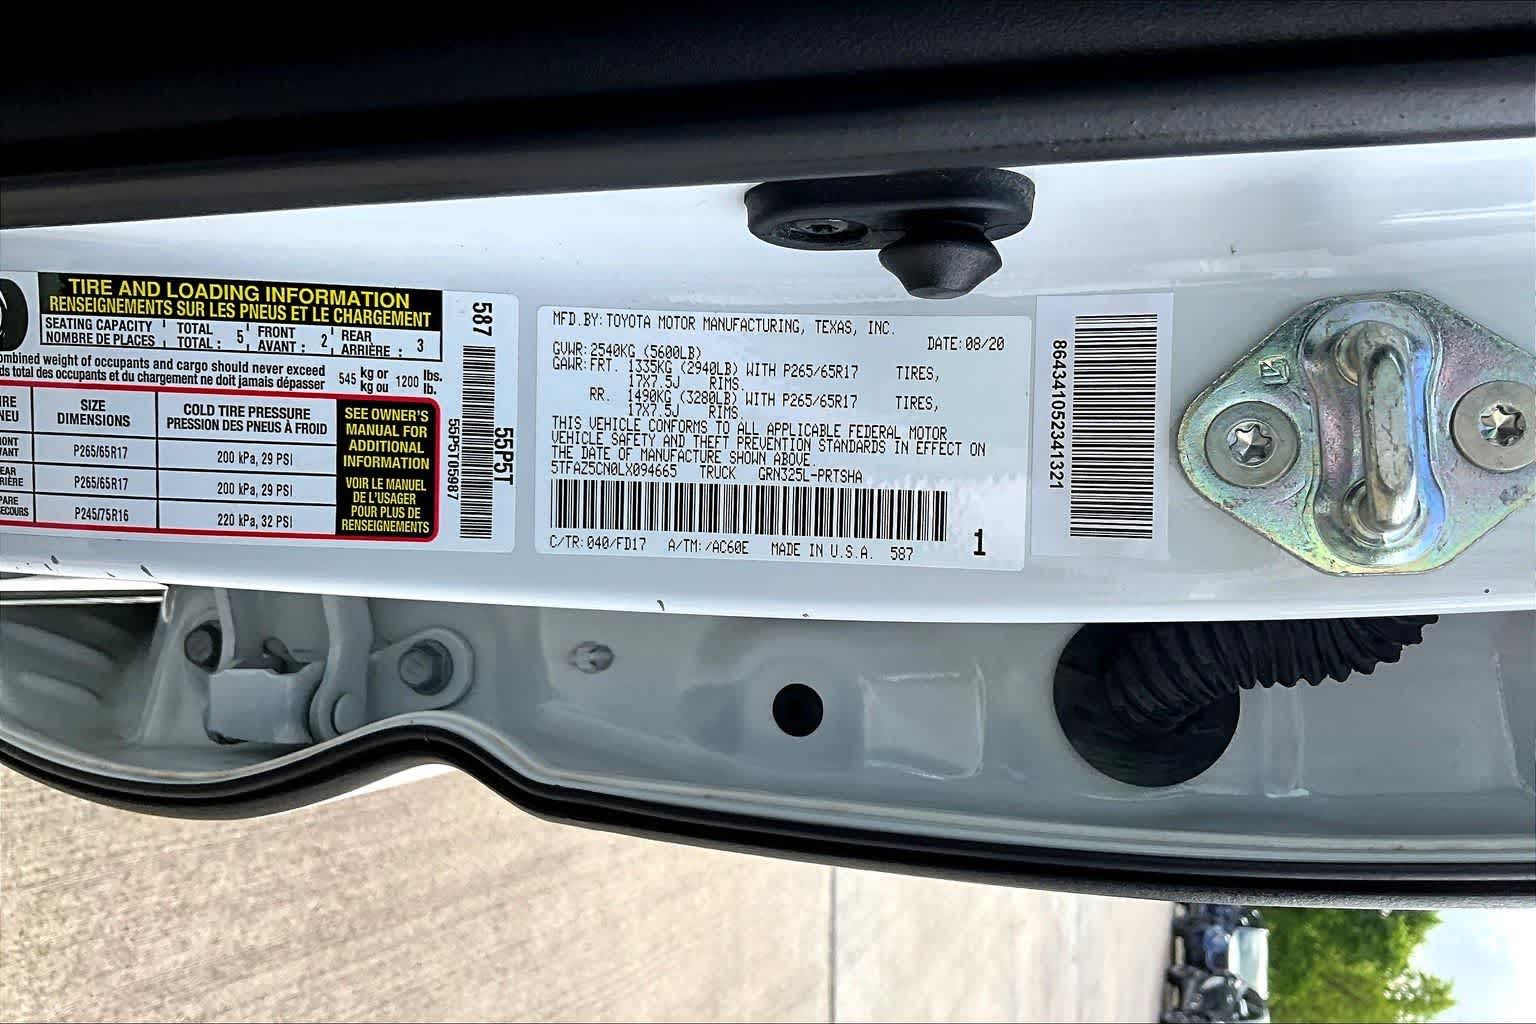 TIRE AND LOADING INFORMATION
RENSEIGNEMENTS SUR LES PNEUS ET LE CHARGEMENT
SEATING CAPACITY TOTAL FRONT REAR
NOMBRE DE PLACES TOTAL : 5 AVANT : 2 ARRIÈRE : 3
combined weight of occupants and cargo should never exceed 545 kg or 1200 lbs.
ds total des occupants et du chargement ne doit jamais dépasser kg ou lb.
SIZE COLD TIRE PRESSURE
DIMENSIONS PRESSION DES PNEUS À FROID
P265/65R17 200 kPa, 29 PSI
P265/65R17 200 kPa, 29 PSI
P245/75R16 220 kPa, 32 PSI
SEE OWNER'S
MANUAL FOR
ADDITIONAL
INFORMATION
VOIR LE MANUEL
DE L'USAGER
POUR PLUS DE
RENSEIGNEMENTS
587
55P5T05987
55P5T
MFD.BY:TOYOTA MOTOR MANUFACTURING, TEXAS, INC.
DATE:08/20
GVWR:2540KG (5600LB)
GAWR:FRT. 1335KG (2940LB) WITH P265/65R17 TIRES,
17X7.5J RIMS.
RR. 1490KG (3280LB) WITH P265/65R17 TIRES,
17X7.5J RIMS.
THIS VEHICLE CONFORMS TO ALL APPLICABLE FEDERAL MOTOR
VEHICLE SAFETY AND THEFT PREVENTION STANDARDS IN EFFECT ON
THE DATE OF MANUFACTURE SHOWN ABOVE.
5TFAZ5CN0LX094665 TRUCK GRN325L-PRTSHA
C/TR:040/FD17 A/TM:/AC60E MADE IN U.S.A. 587
1
864341052341321